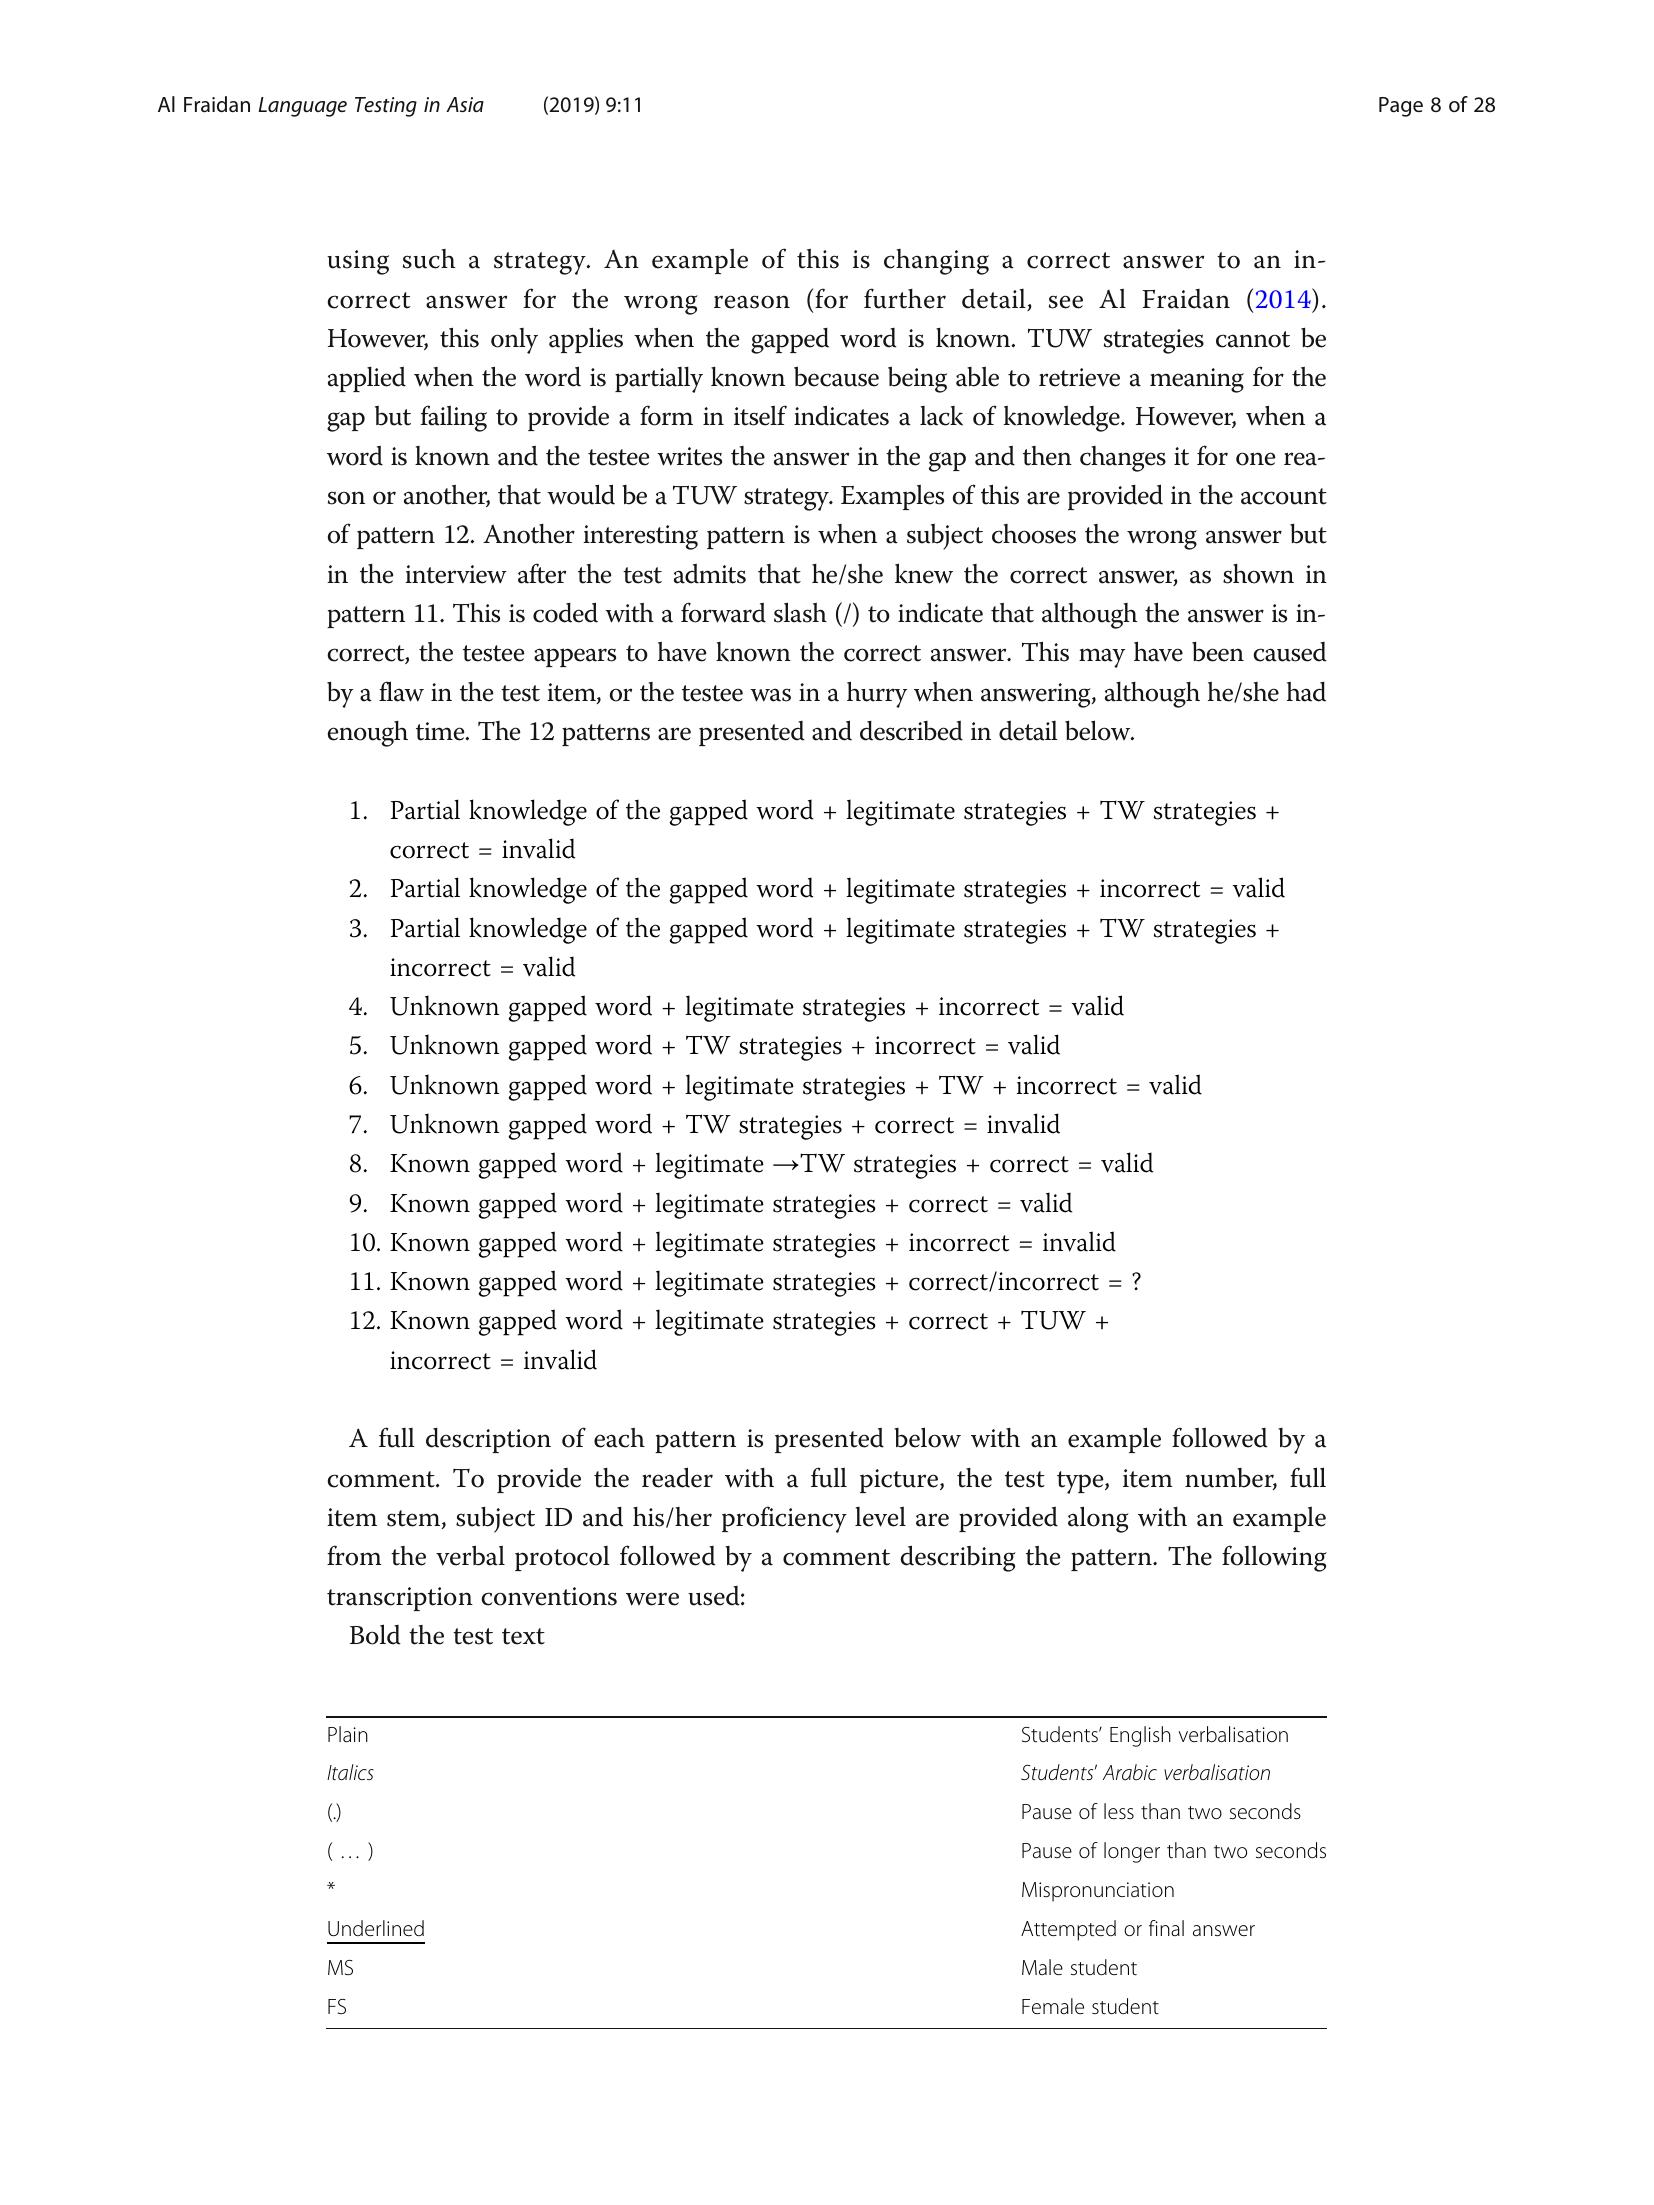 Al Fraidan Language Testing in Asia (2019) 9:11 Page 8 of 28
using such a strategy. An example of this is changing a correct answer to an in-
correct answer for the wrong reason (for further detail, see Al Fraidan (2014).
However, this only applies when the gapped word is known. TUW strategies cannot be
applied when the word is partially known because being able to retrieve a meaning for the
gap but failing to provide a form in itself indicates a lack of knowledge. However, when a
word is known and the testee writes the answer in the gap and then changes it for one rea-
son or another, that would be a TUW strategy. Examples of this are provided in the account
of pattern 12. Another interesting pattern is when a subject chooses the wrong answer but
in the interview after the test admits that he/she knew the correct answer, as shown in
pattern 11. This is coded with a forward slash (/) to indicate that although the answer is in-
correct, the testee appears to have known the correct answer. This may have been caused
by a flaw in the test item, or the testee was in a hurry when answering, although he/she had
enough time. The 12 patterns are presented and described in detail below.
1. Partial knowledge of the gapped word + legitimate strategies + TW strategies +
correct = invalid
2. Partial knowledge of the gapped word + legitimate strategies + incorrect = valid
3. Partial knowledge of the gapped word + legitimate strategies + TW strategies +
incorrect = valid
4. Unknown gapped word + legitimate strategies + incorrect = valid
5. Unknown gapped word + TW strategies + incorrect = valid
6. Unknown gapped word + legitimate strategies + TW + incorrect = valid
7. Unknown gapped word + TW strategies + correct = invalid
8. Known gapped word + legitimate →TW strategies + correct = valid
9. Known gapped word + legitimate strategies + correct = valid
10. Known gapped word + legitimate strategies + incorrect = invalid
11. Known gapped word + legitimate strategies + correct/incorrect = ?
12. Known gapped word + legitimate strategies + correct + TUW +
incorrect = invalid
A full description of each pattern is presented below with an example followed by a
comment. To provide the reader with a full picture, the test type, item number, full
item stem, subject ID and his/her proficiency level are provided along with an example
from the verbal protocol followed by a comment describing the pattern. The following
transcription conventions were used:
Bold the test text
Plain Students' English verbalisation
Italics Students' Arabic verbalisation
(.) Pause of less than two seconds
( … ) Pause of longer than two seconds
* Mispronunciation
Underlined Attempted or final answer
MS Male student
FS Female student